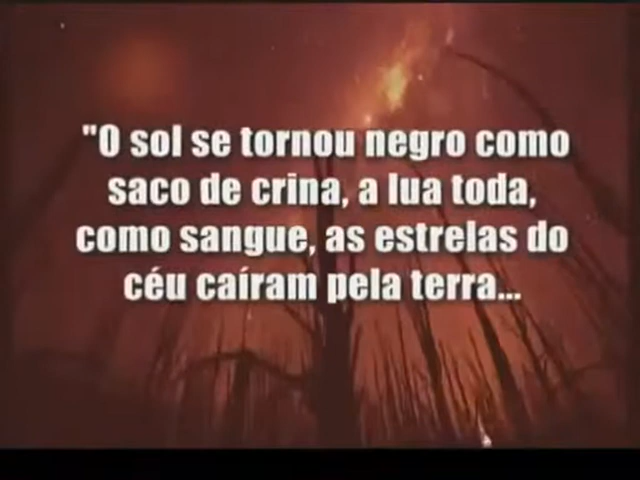 "O sol se tornou negro como
saco de crina, a lua toda,
como sangue, as estrelas do
céu caíram pela terra...